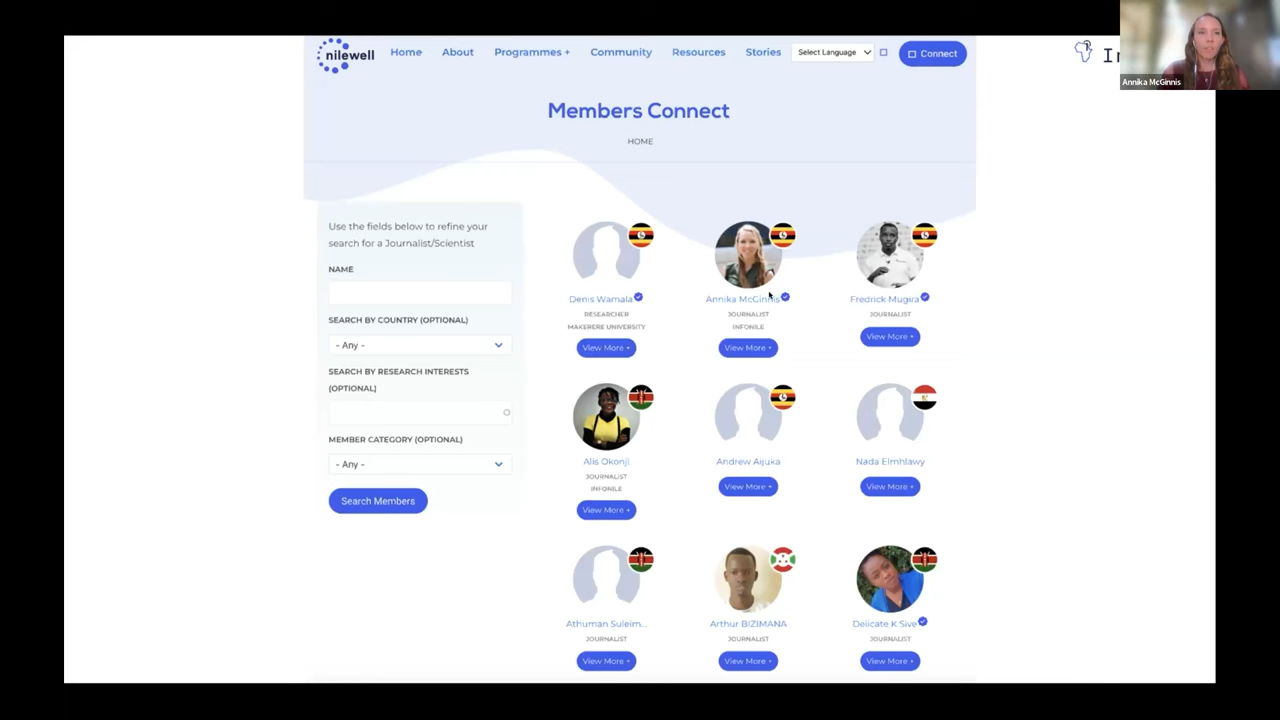 nilewell
Home About Programmes + Community Resources Stories Select Language Connect
In
Annika McGinnis
Members Connect
HOME
Use the fields below to refine your
search for a Journalist/Scientist
NAME
SEARCH BY COUNTRY (OPTIONAL)
- Any -
SEARCH BY RESEARCH INTERESTS
(OPTIONAL)
MEMBER CATEGORY (OPTIONAL)
- Any -
Search Members
Denis Wamala
RESEARCHER
MAKERERE UNIVERSITY
View More +
Annika McGinnis
JOURNALIST
INFONILE
View More +
Fredrick Mugira
JOURNALIST
View More +
Alis Okonji
JOURNALIST
INFONILE
View More +
Andrew Aijuka
View More +
Nada Elmhlawy
View More +
Athuman Suleim...
JOURNALIST
View More +
Arthur BIZIMANA
JOURNALIST
View More +
Delicate K Sive
JOURNALIST
View More +